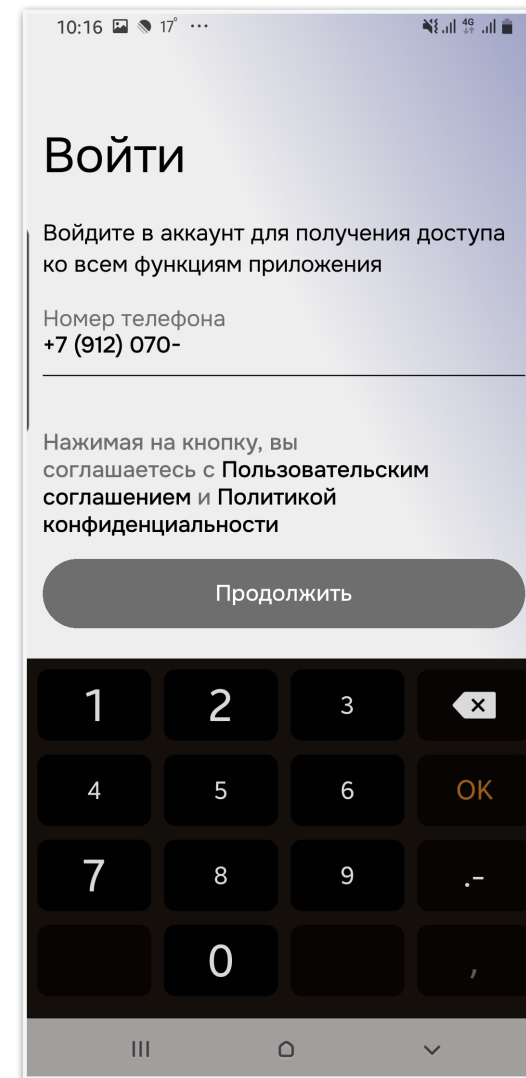 10:16 17° ...
4G
Войти
Войдите в аккаунт для получения доступа
ко всем функциям приложения
Номер телефона
+7 (912) 070-
Нажимая на кнопку, вы
соглашаетесь с Пользовательским
соглашением и Политикой
конфиденциальности
Продолжить
1 2 3
4 5 6 OK
7 8 9 .-
0 ,